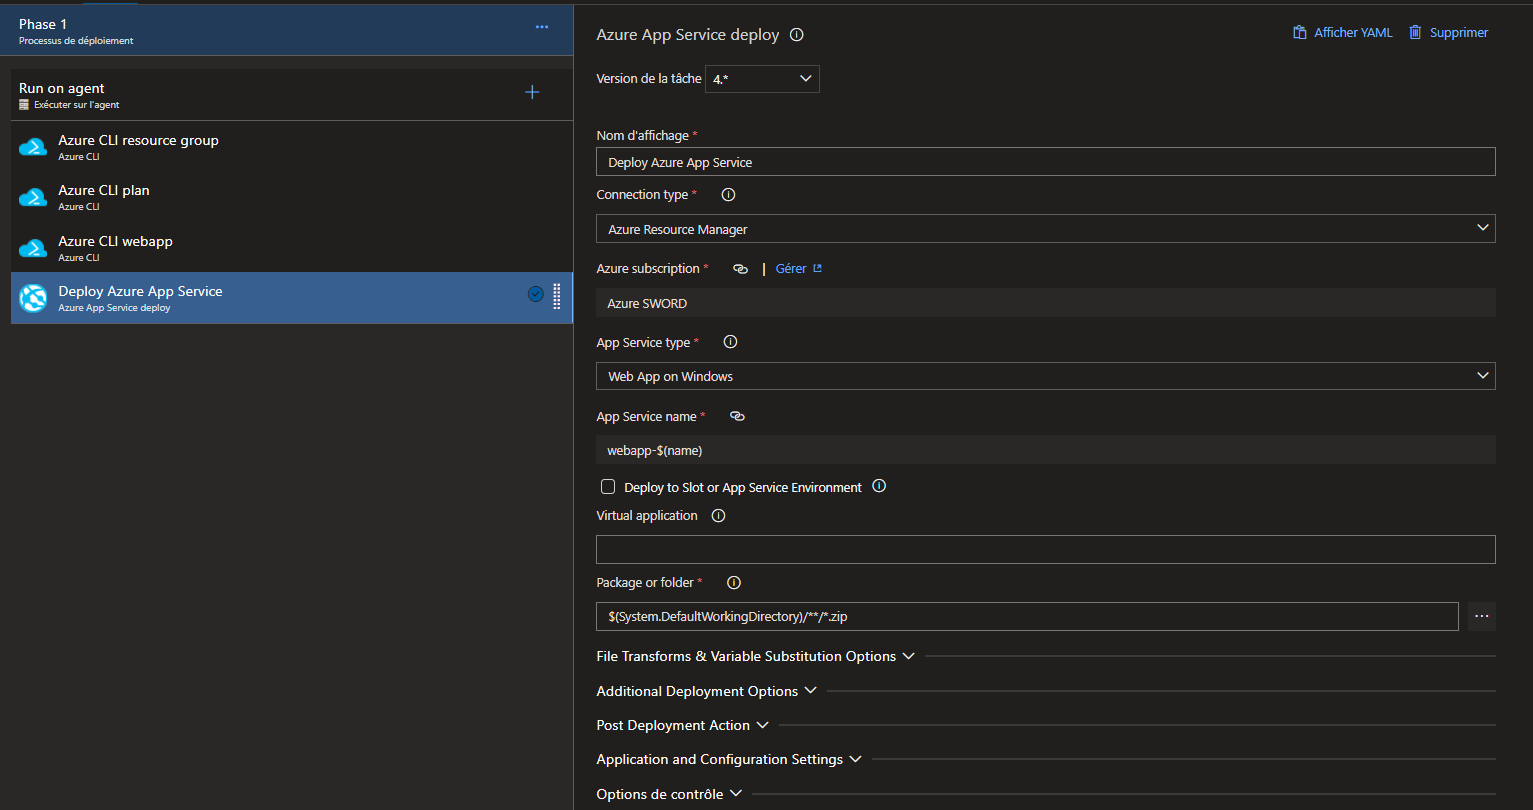 Phase 1
Processus de déploiement
Run on agent
Exécuter sur l'agent
Azure CLI resource group
Azure CLI
Azure CLI plan
Azure CLI
Azure CLI webapp
Azure CLI
Deploy Azure App Service
Azure App Service deploy
Azure App Service deploy
Afficher YAML
Supprimer
Version de la tâche 4.*
Nom d'affichage *
Deploy Azure App Service
Connection type *
Azure Resource Manager
Azure subscription * | Gérer
Azure SWORD
App Service type *
Web App on Windows
App Service name *
webapp-$(name)
Deploy to Slot or App Service Environment
Virtual application
Package or folder *
$(System.DefaultWorkingDirectory)/**/*.zip
File Transforms & Variable Substitution Options
Additional Deployment Options
Post Deployment Action
Application and Configuration Settings
Options de contrôle